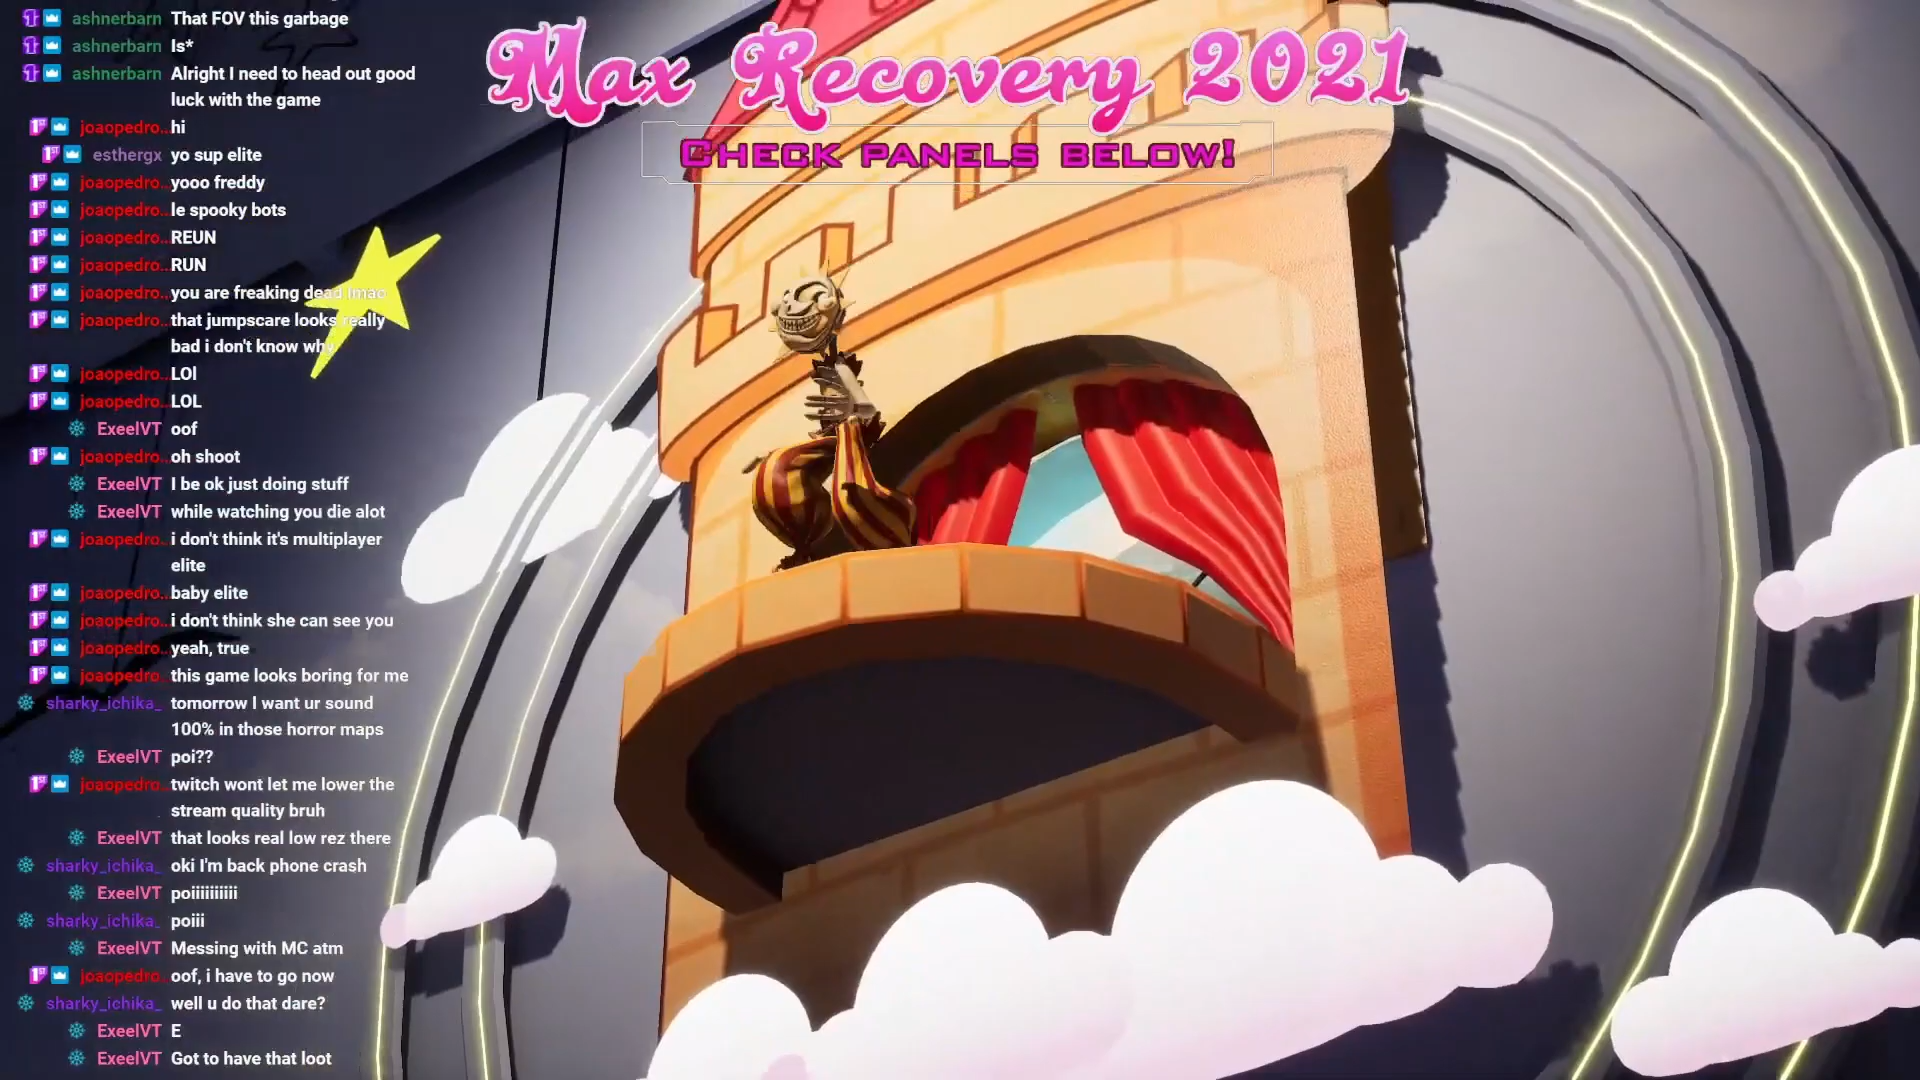 ashnerbarn That FOV this garbage
ashnerbarn Is*
ashnerbarn Alright I need to head out good
luck with the game
joaopedro... hi
esthergx yo sup elite
joaopedro... yooo freddy
joaopedro... le spooky bots
joaopedro... REUN
joaopedro... RUN
joaopedro... you are freaking dead lmao
joaopedro... that jumpscare looks really
bad i don't know why
joaopedro... LOl
joaopedro... LOL
ExeelVT oof
joaopedro... oh shoot
ExeelVT I be ok just doing stuff
ExeelVT while watching you die alot
joaopedro... i don't think it's multiplayer
elite
joaopedro... baby elite
joaopedro... i don't think she can see you
joaopedro... yeah, true
joaopedro... this game looks boring for me
sharky_ichika_ tomorrow I want ur sound
100% in those horror maps
ExeelVT poi??
joaopedro... twitch wont let me lower the
stream quality bruh
ExeelVT that looks real low rez there
sharky_ichika_ oki I'm back phone crash
ExeelVT poiiiiiiiiii
sharky_ichika_ poiii
ExeelVT Messing with MC atm
joaopedro... oof, i have to go now
sharky_ichika_ well u do that dare?
ExeelVT E
ExeelVT Got to have that loot
Max Recovery 2021
CHECK PANELS BELOW!